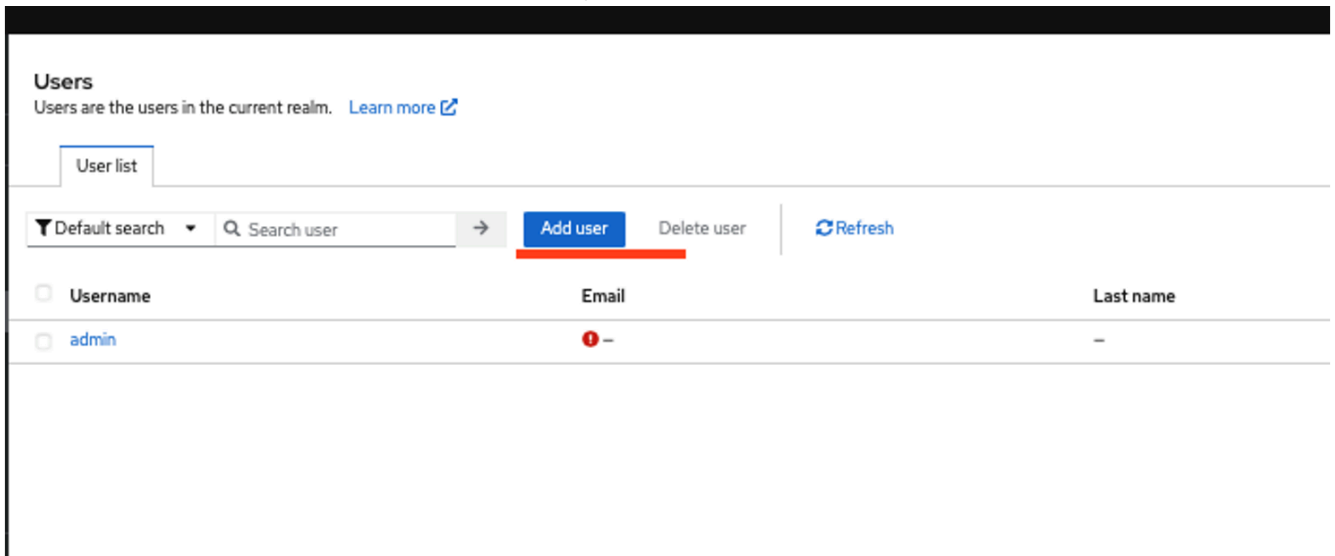 Users
Users are the users in the current realm. Learn more
User list
Default search Search user Add user Delete user Refresh
Username Email Last name
admin – –